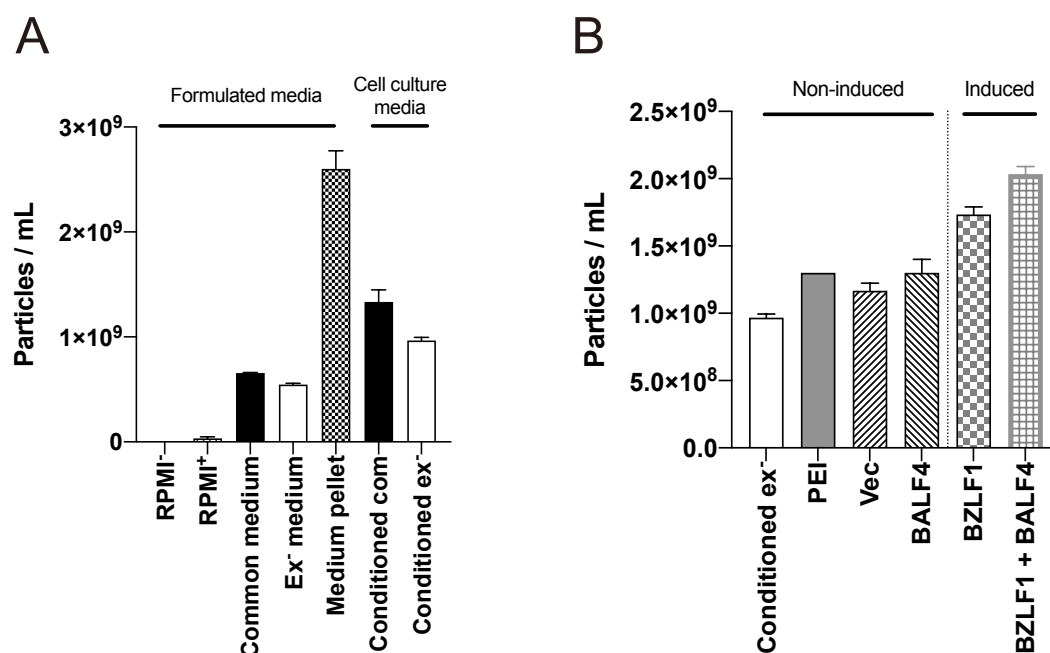 A
Formulated media
Cell culture
media
Particles / mL
3×10⁹
2×10⁹
1×10⁹
0
RPMI⁻
RPMI⁺
Common medium
Ex⁻ medium
Medium pellet
Conditioned com
Conditioned ex⁻
B
Non-induced
Induced
Particles / mL
2.5×10⁹
2.0×10⁹
1.5×10⁹
1.0×10⁹
5.0×10⁸
0.0
Conditioned ex⁻
PEI
Vec
BALF4
BZLF1
BZLF1 + BALF4